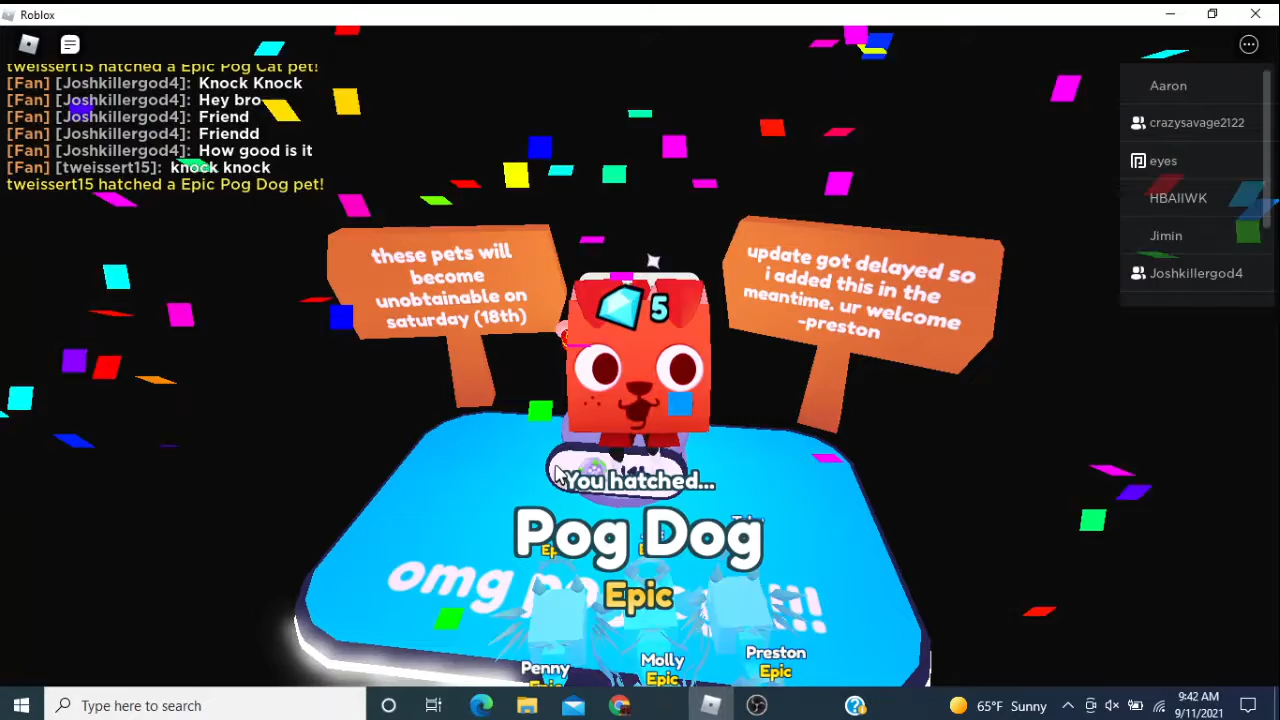 Roblox
tweissert15 hatched a Epic Pog Cat pet!
[Fan] [Joshkillergod4]: Knock Knock
[Fan] [Joshkillergod4]: Hey bro
[Fan] [Joshkillergod4]: Friend
[Fan] [Joshkillergod4]: Friendd
[Fan] [Joshkillergod4]: How good is it
[Fan] [tweissert15]: knock knock
tweissert15 hatched a Epic Pog Dog pet!
Aaron
crazysavage2122
eyes
HBAIIWK
Jimin
Joshkillergod4
these pets will
become
unobtainable on
saturday (18th)
update got delayed so
i added this in the
meantime. ur welcome
-preston
5
You hatched...
Pog Dog
Epic
omg
!!!
Penny
Molly
Epic
Preston
Epic
Type here to search
65°F Sunny
9:42 AM
9/11/2021